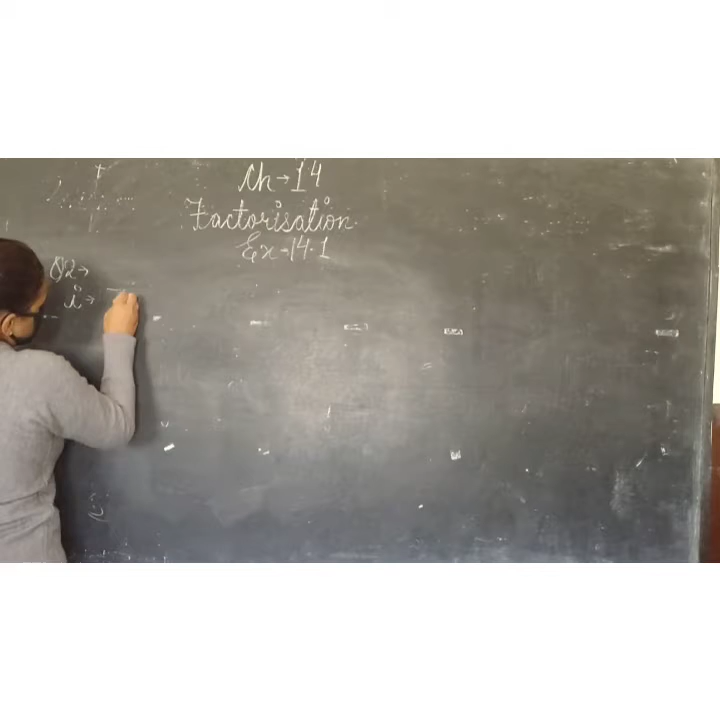 Ch → 14
Factorisation
Ex → 14.1
Q2 →
i →